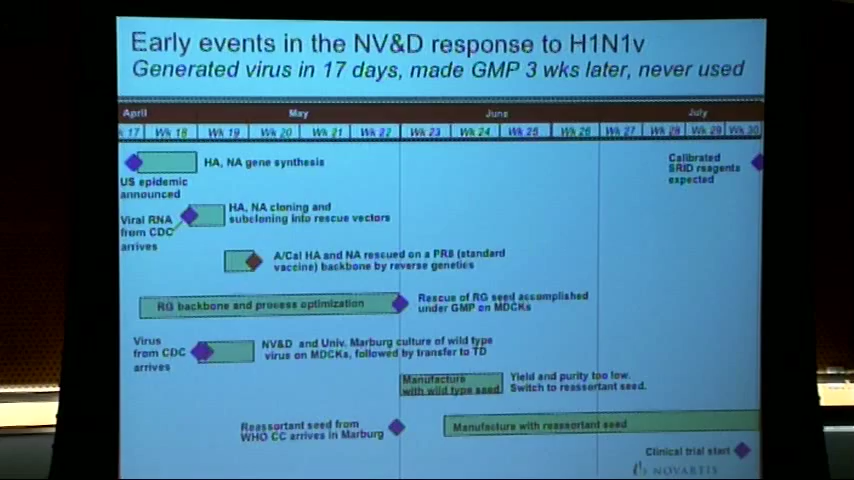 Early events in the NV&D response to H1N1v
Generated virus in 17 days, made GMP 3 wks later, never used
April
May
June
July
17
Wk 18
Wk 19
Wk 20
Wk 21
Wk 22
Wk 23
Wk 24
Wk 25
Wk 26
Wk 27
Wk 28
Wk 29
Wk 30
HA, NA gene synthesis
US epidemic
announced
Calibrated
SRID reagents
expected
Viral RNA
from CDC
arrives
HA, NA cloning and
subcloning into rescue vectors
A/Cal HA and NA rescued on a PR8 (standard
vaccine) backbone by reverse genetics
RG backbone and process optimization
Rescue of RG seed accomplished
under GMP on MDCKs
Virus
from CDC
arrives
NV&D and Univ. Marburg culture of wild type
virus on MDCKs, followed by transfer to TD
Manufacture
with wild type seed
Yield and purity too low.
Switch to reassortant seed.
Reassortant seed from
WHO CC arrives in Marburg
Manufacture with reassortant seed
Clinical trial start
NOVARTIS